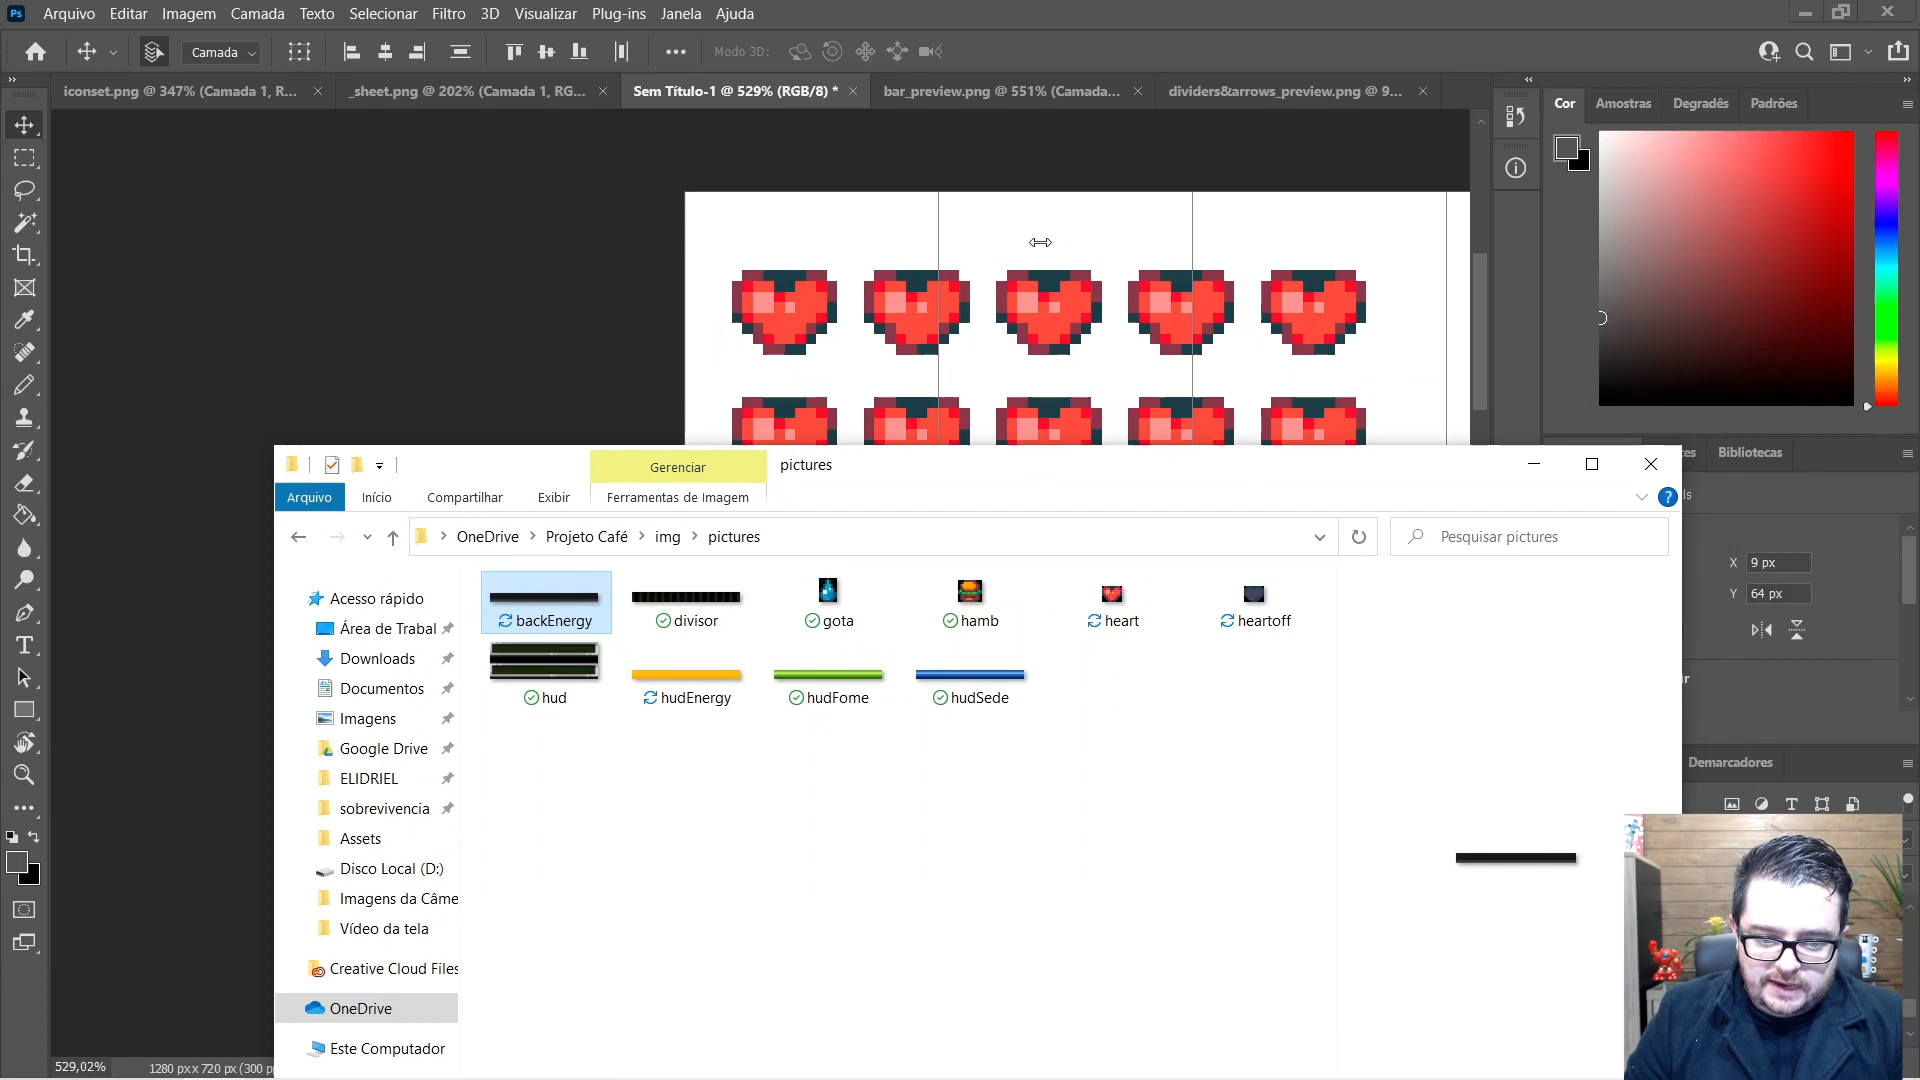 Ps Arquivo Editar Imagem Camada Texto Selecionar Filtro 3D Visualizar Plug-ins Janela Ajuda
Camada Modo 3D:
iconset.png @ 347% (Camada 1, R... _sheet.png @ 202% (Camada 1, RG... Sem Título-1 @ 529% (RGB/8) * bar_preview.png @ 551% (Camada... dividers&arrows_preview.png @ 9...
Cor Amostras Degradês Padrões
Bibliotecas
X 9 px
Y 64 px
Demarcadores
Gerenciar pictures
Arquivo Início Compartilhar Exibir Ferramentas de Imagem
OneDrive Projeto Café img pictures Pesquisar pictures
Acesso rápido
Área de Trabal
Downloads
Documentos
Imagens
Google Drive
ELIDRIEL
sobrevivencia
Assets
Disco Local (D:)
Imagens da Câme
Vídeo da tela
Creative Cloud Files
OneDrive
Este Computador
backEnergy divisor gota hamb heart heartoff
hud hudEnergy hudFome hudSede
529,02% 1280 px x 720 px (300 p